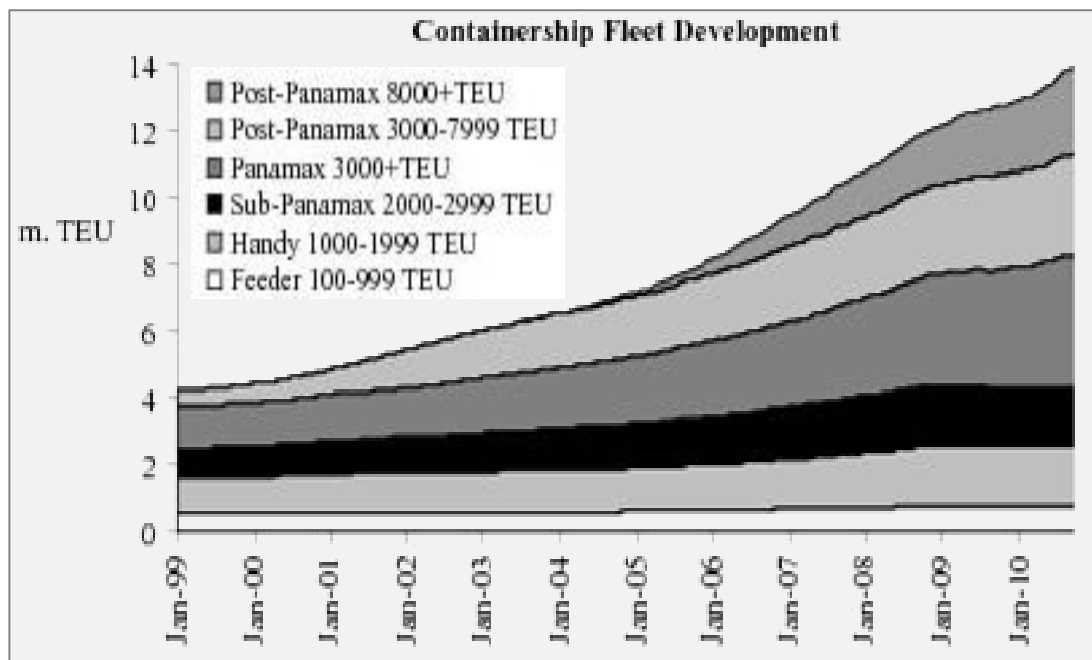 Containership Fleet Development
14
12
10
8
6
4
2
0
m. TEU
Post-Panamax 8000+TEU
Post-Panamax 3000-7999 TEU
Panamax 3000+TEU
Sub-Panamax 2000-2999 TEU
Handy 1000-1999 TEU
Feeder 100-999 TEU
Jan-99
Jan-00
Jan-01
Jan-02
Jan-03
Jan-04
Jan-05
Jan-06
Jan-07
Jan-08
Jan-09
Jan-10